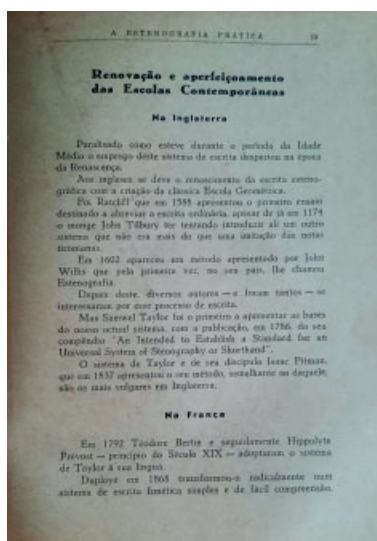 A ESTENOGRAFIA PRÁTICA
Renovação e aperfeiçoamento
das Escolas Contemporâneas
Na Inglaterra
Paralisado como esteve durante o período da Idade
Média o emprego deste sistema de escrita despertou na época
da Renascença.
Aos ingleses se deve o renascimento da escrita esteno-
gráfica com a criação da clássica Escola Geométrica.
Foi Ratcliff que em 1588 apresentou o primeiro ensaio
destinado a abreviar a escrita ordinária, apesar de já em 1174
o monge John Tilbury ter tentado introduzir ali um outro
sistema que não era mais do que uma imitação das notas
tironianas.
Em 1602 apareceu um método apresentado por John
Willis que pela primeira vez, no seu país, lhe chamou
Estenografia.
Depois deste, diversos autores — e foram tantos — se
interessaram por esse processo de escrita.
Mas Samuel Taylor foi o primeiro a apresentar as bases
do nosso actual sistema, com a publicação, em 1786, do seu
compêndio "An Intended to Establish a Standard for an
Universal System of Stenography or Shorthand".
O sistema de Taylor e de seu discípulo Isaac Pitman,
que em 1837 apresentou o seu método, semelhante ao daquele,
são os mais vulgares em Inglaterra.
Na França
Em 1792 Téodore Bertin e seguidamente Hippolyte
Prévost — princípio do Século XIX — adaptaram o sistema
de Taylor à sua língua.
Duployé em 1868 transformou-o radicalmente num
sistema de escrita fonética simples e de fácil compreensão.